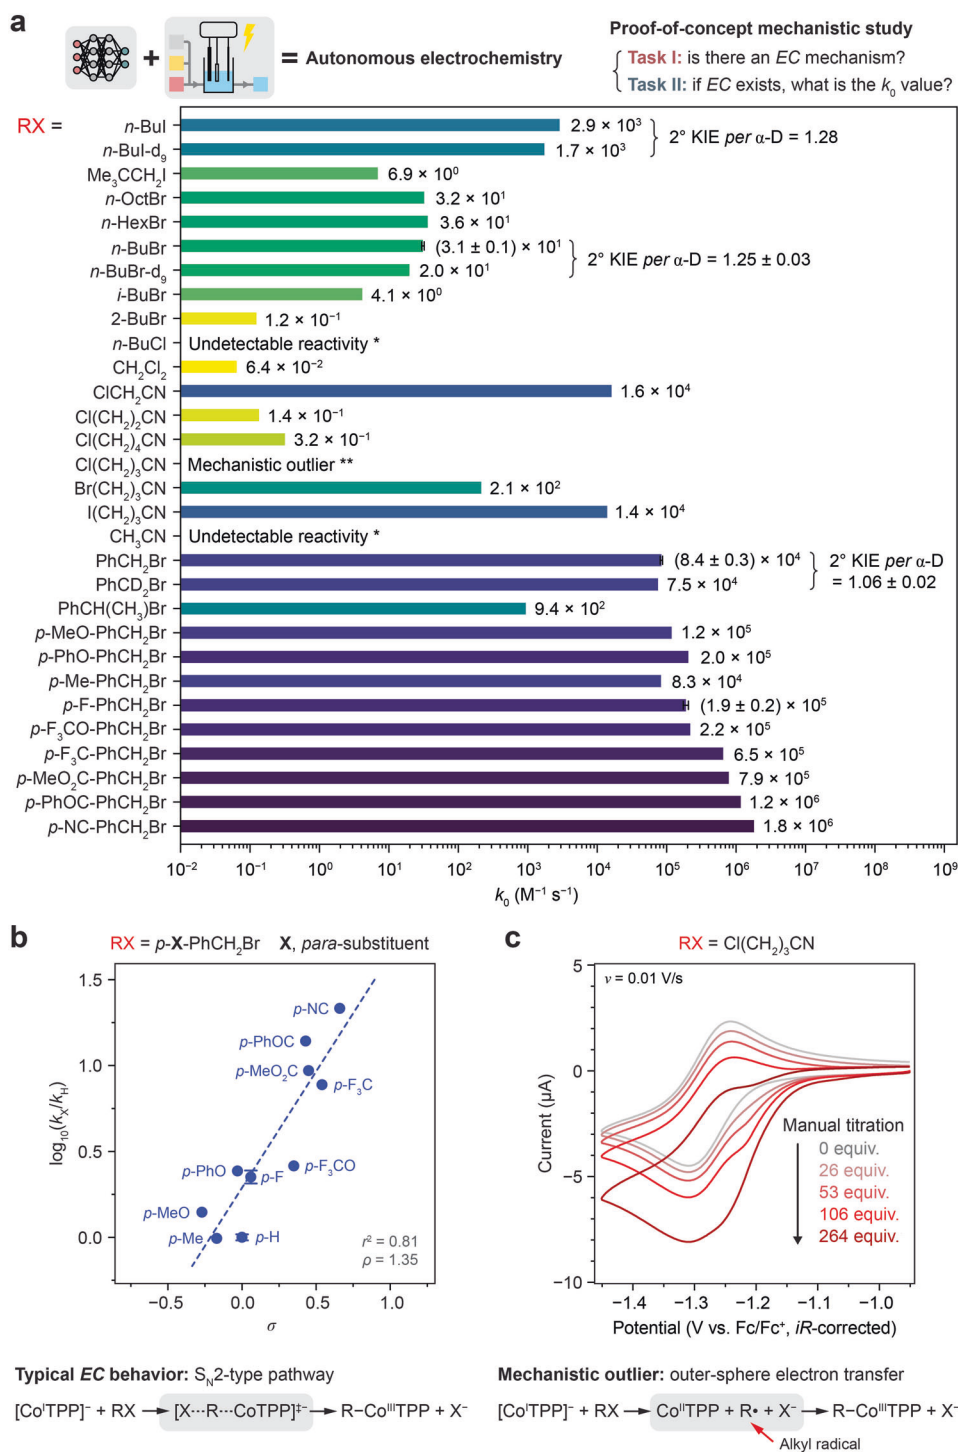 a
+ = Autonomous electrochemistry
Proof-of-concept mechanistic study
Task I: is there an EC mechanism?
Task II: if EC exists, what is the k₀ value?
RX =
n-BuI 2.9 × 10³
n-BuI-d₉ 1.7 × 10³
2° KIE per α-D = 1.28
Me₃CCH₂I 6.9 × 10⁰
n-OctBr 3.2 × 10¹
n-HexBr 3.6 × 10¹
n-BuBr (3.1 ± 0.1) × 10¹
n-BuBr-d₉ 2.0 × 10¹
2° KIE per α-D = 1.25 ± 0.03
i-BuBr 4.1 × 10⁰
2-BuBr 1.2 × 10⁻¹
n-BuCl Undetectable reactivity *
CH₂Cl₂ 6.4 × 10⁻²
ClCH₂CN 1.6 × 10⁴
Cl(CH₂)₂CN 1.4 × 10⁻¹
Cl(CH₂)₄CN 3.2 × 10⁻¹
Cl(CH₂)₃CN Mechanistic outlier **
Br(CH₂)₃CN 2.1 × 10²
I(CH₂)₃CN 1.4 × 10⁴
CH₃CN Undetectable reactivity *
PhCH₂Br (8.4 ± 0.3) × 10⁴
PhCD₂Br 7.5 × 10⁴
2° KIE per α-D
= 1.06 ± 0.02
PhCH(CH₃)Br 9.4 × 10²
p-MeO-PhCH₂Br 1.2 × 10⁵
p-PhO-PhCH₂Br 2.0 × 10⁵
p-Me-PhCH₂Br 8.3 × 10⁴
p-F-PhCH₂Br (1.9 ± 0.2) × 10⁵
p-F₃CO-PhCH₂Br 2.2 × 10⁵
p-F₃C-PhCH₂Br 6.5 × 10⁵
p-MeO₂C-PhCH₂Br 7.9 × 10⁵
p-PhOC-PhCH₂Br 1.2 × 10⁶
p-NC-PhCH₂Br 1.8 × 10⁶
10⁻² 10⁻¹ 10⁰ 10¹ 10² 10³ 10⁴ 10⁵ 10⁶ 10⁷ 10⁸ 10⁹
k₀ (M⁻¹ s⁻¹)
b
RX = p-X-PhCH₂Br X, para-substituent
log₁₀(kX/kH)
1.5
1.0
0.5
0.0
p-NC
p-PhOC
p-MeO₂C
p-F₃C
p-PhO
p-F
p-F₃CO
p-MeO
p-Me
p-H
r² = 0.81
ρ = 1.35
−0.5 0.0 0.5 1.0
σ
c
RX = Cl(CH₂)₃CN
v = 0.01 V/s
Current (µA)
5
0
−5
−10
Manual titration
0 equiv.
26 equiv.
53 equiv.
106 equiv.
264 equiv.
−1.4 −1.3 −1.2 −1.1 −1.0
Potential (V vs. Fc/Fc⁺, iR-corrected)
Typical EC behavior: SN2-type pathway
[CoᴵTPP]⁻ + RX → [X···R···CoTPP]‡⁻ → R−CoᴵᴵᴵTPP + X⁻
Mechanistic outlier: outer-sphere electron transfer
[CoᴵTPP]⁻ + RX → CoᴵᴵTPP + R• + X⁻ → R−CoᴵᴵᴵTPP + X⁻
Alkyl radical